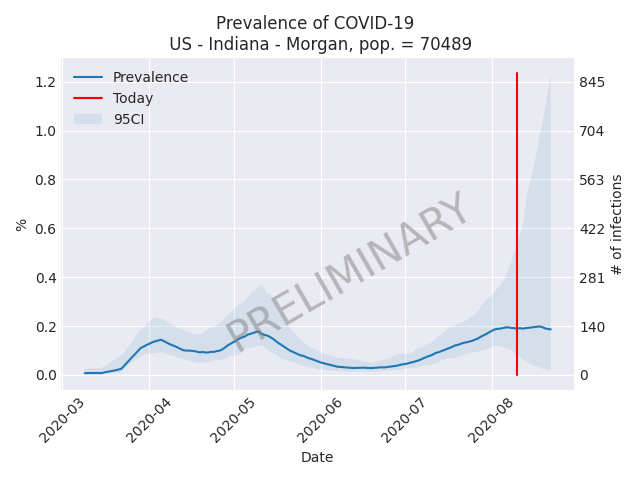 Prevalence of COVID-19
US - Indiana - Morgan, pop. = 70489
Prevalence
Today
95CI
PRELIMINARY
1.2
1.0
0.8
0.6
0.4
0.2
0.0
%
845
704
563
422
281
140
0
# of infections
2020-03
2020-04
2020-05
2020-06
2020-07
2020-08
Date